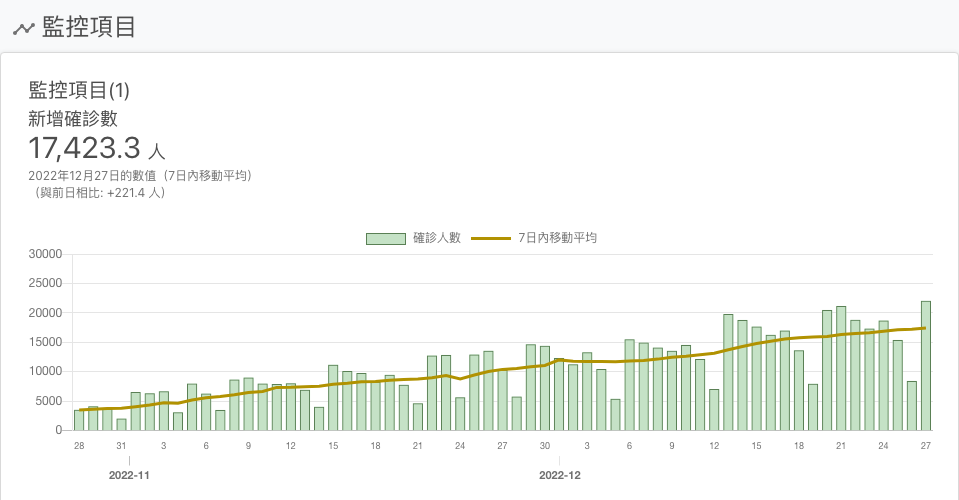 監控項目
監控項目(1)
新增確診數
17,423.3 人
2022年12月27日的數值（7日內移動平均）
（與前日相比: +221.4 人）
確診人數 7日內移動平均
30000
25000
20000
15000
10000
5000
0
28 31 3 6 9 12 15 18 21 24 27 30 3 6 9 12 15 18 21 24 27
2022-11 2022-12